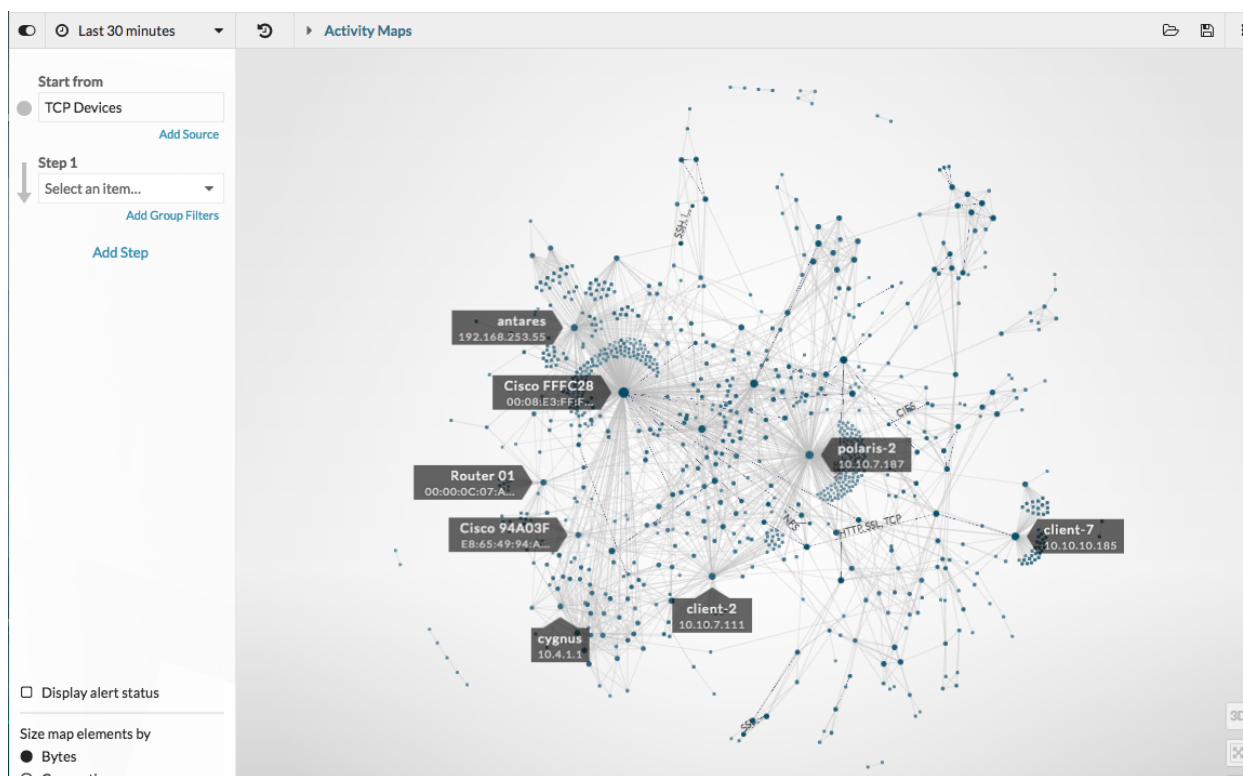 Last 30 minutes
Activity Maps
Start from
TCP Devices
Add Source
Step 1
Select an item...
Add Group Filters
Add Step
SSH, I...
antares
192.168.253.55
Cisco FFFC28
00:08:E3:FF:F...
CIFS...
polaris-2
10.10.7.187
Router 01
00:00:0C:07:A...
Cisco 94A03F
E8:65:49:94:A...
NFS
HTTP, SSL, TCP
client-7
10.10.10.185
client-2
10.10.7.111
cygnus
10.4.1.1
Display alert status
3D
Size map elements by
Bytes